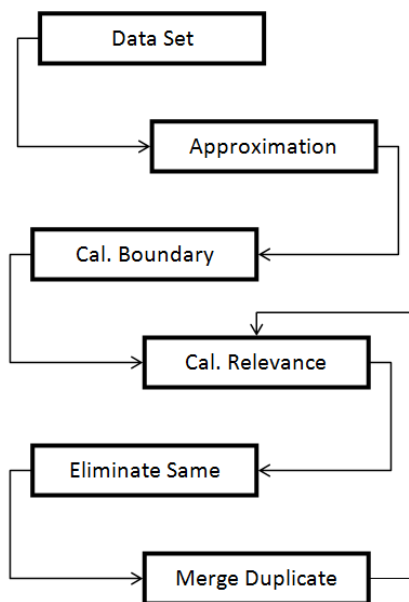 Data Set
Approximation
Cal. Boundary
Cal. Relevance
Eliminate Same
Merge Duplicate